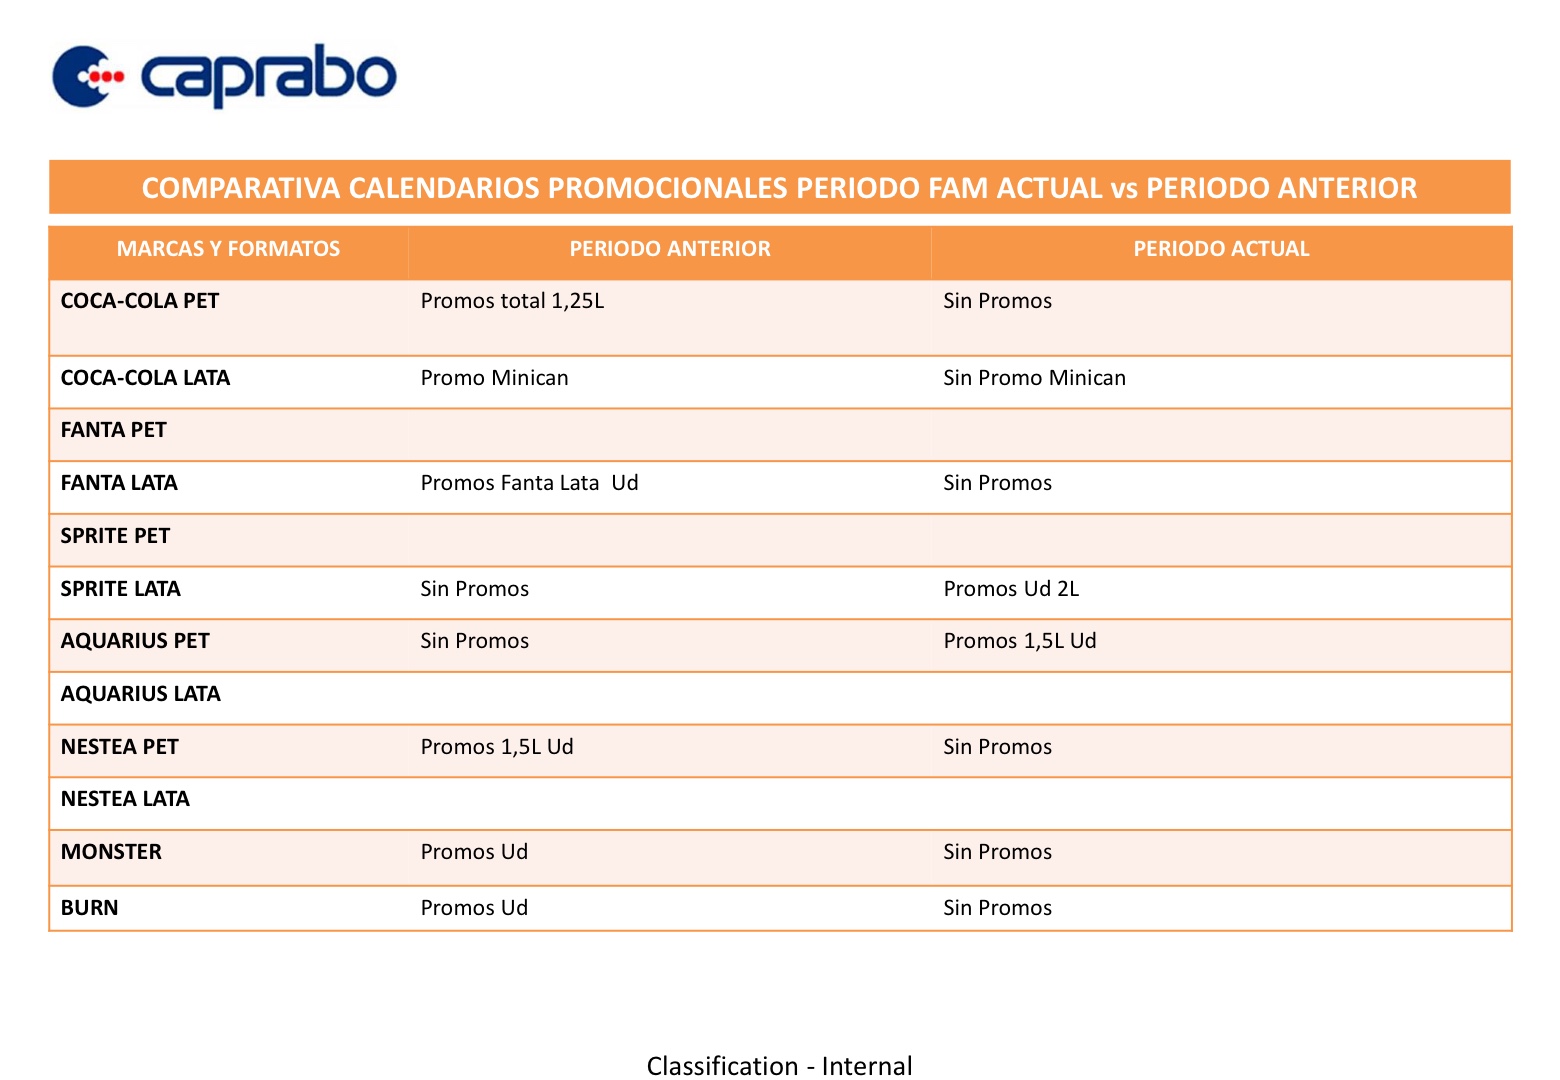 caprabo
COMPARATIVA CALENDARIOS PROMOCIONALES PERIODO FAM ACTUAL vs PERIODO ANTERIOR
MARCAS Y FORMATOS PERIODO ANTERIOR PERIODO ACTUAL
COCA-COLA PET Promos total 1,25L Sin Promos
COCA-COLA LATA Promo Minican Sin Promo Minican
FANTA PET
FANTA LATA Promos Fanta Lata  Ud Sin Promos
SPRITE PET
SPRITE LATA Sin Promos Promos Ud 2L
AQUARIUS PET Sin Promos Promos 1,5L Ud
AQUARIUS LATA
NESTEA PET Promos 1,5L Ud Sin Promos
NESTEA LATA
MONSTER Promos Ud Sin Promos
BURN Promos Ud Sin Promos
Classification - Internal